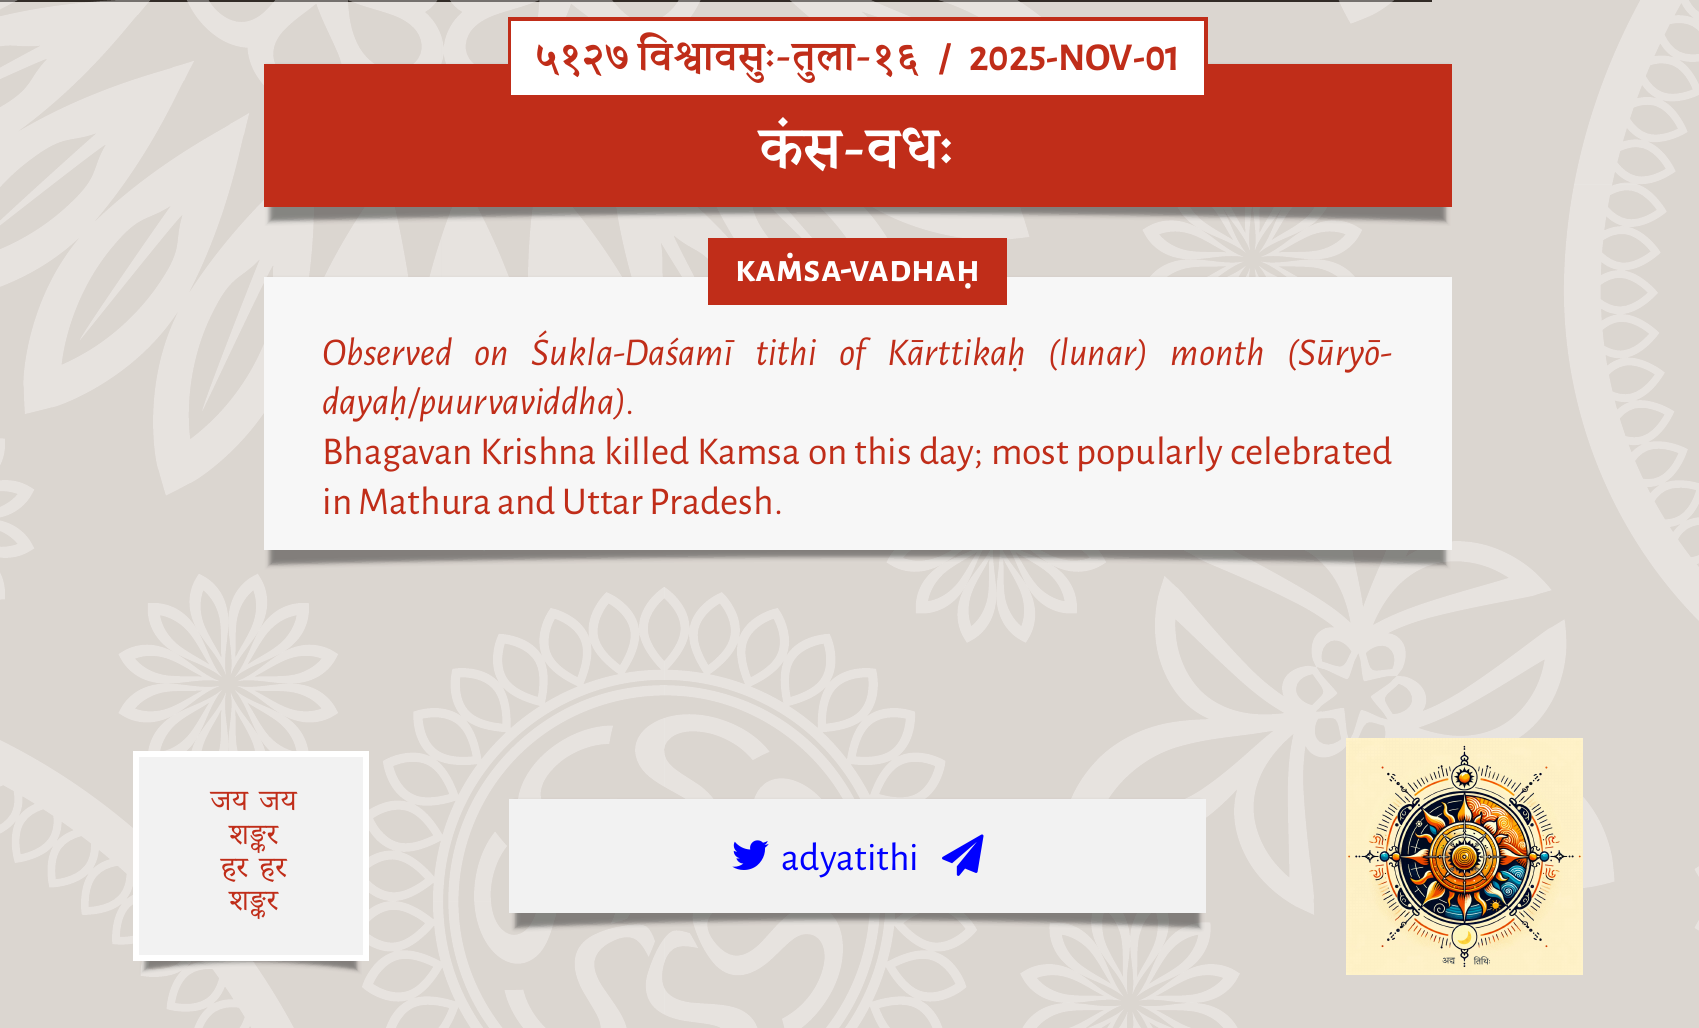 ५१२७ विश्वावसुः-तुला-१६ / 2025-NOV-01
कंस-वधः
KAṀSA-VADHAḤ
Observed on Śukla-Daśamī tithi of Kārttikaḥ (lunar) month (Sūryō-
dayaḥ/puurvaviddha).
Bhagavan Krishna killed Kamsa on this day; most popularly celebrated
in Mathura and Uttar Pradesh.
जय जय
शङ्कर
हर हर
शङ्कर
adyatithi
अद्य तिथिः